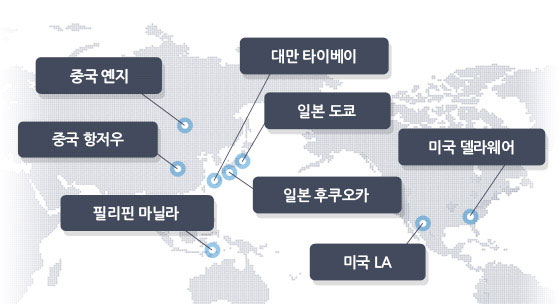 대만 타이베이
중국 옌지
일본 도쿄
중국 항저우
미국 델라웨어
일본 후쿠오카
필리핀 마닐라
미국 LA